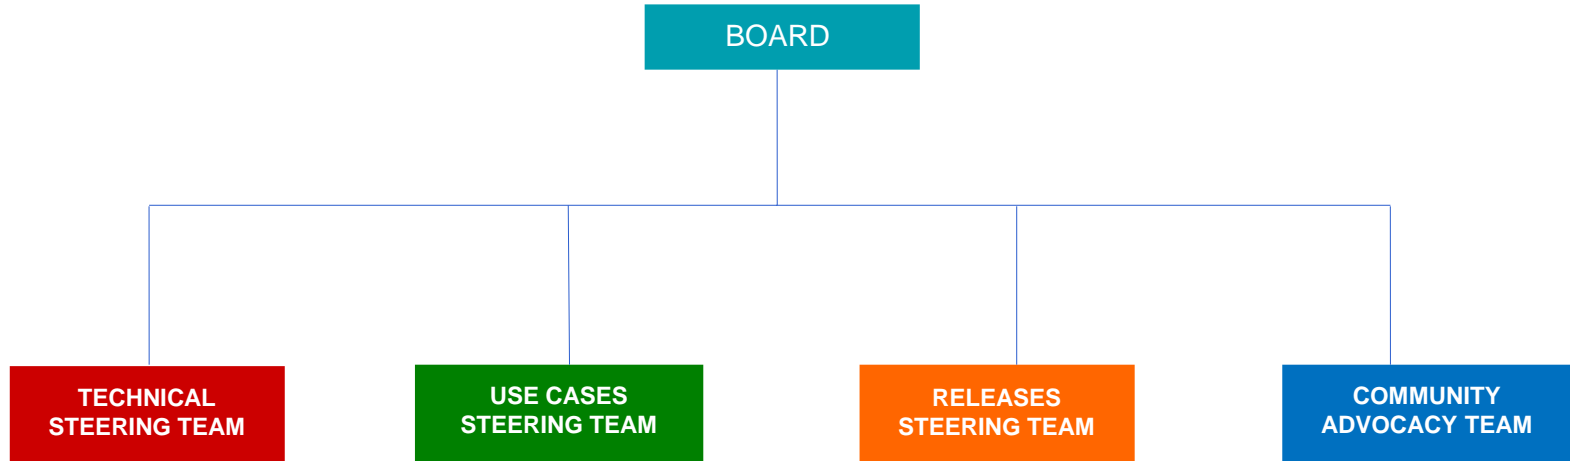 BOARD
TECHNICAL
STEERING TEAM
USE CASES
STEERING TEAM
RELEASES
STEERING TEAM
COMMUNITY
ADVOCACY TEAM